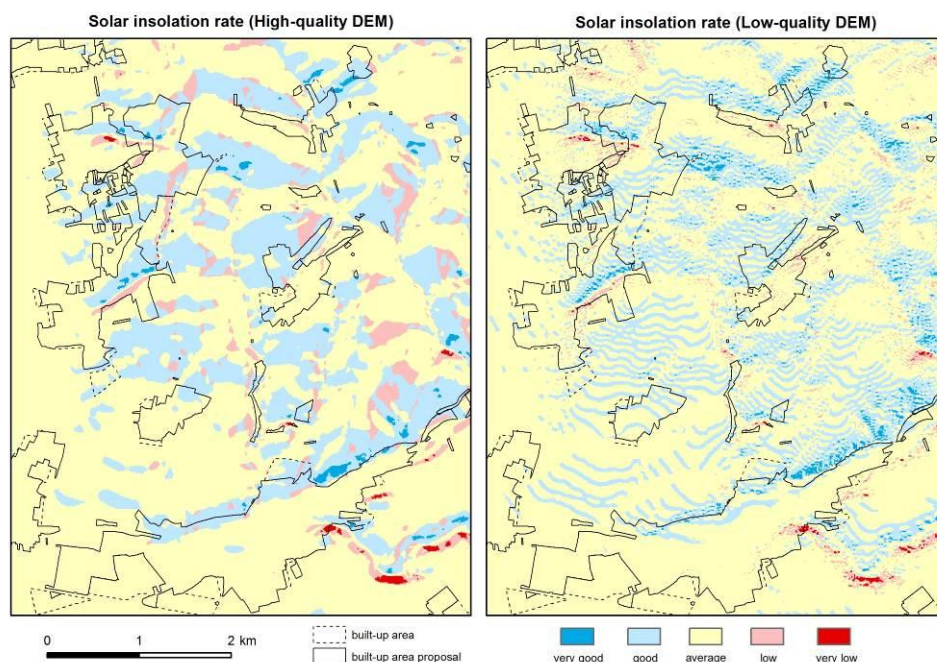 Solar insolation rate (High-quality DEM)
Solar insolation rate (Low-quality DEM)
0 1 2 km
built-up area
built-up area proposal
very good good average low very low